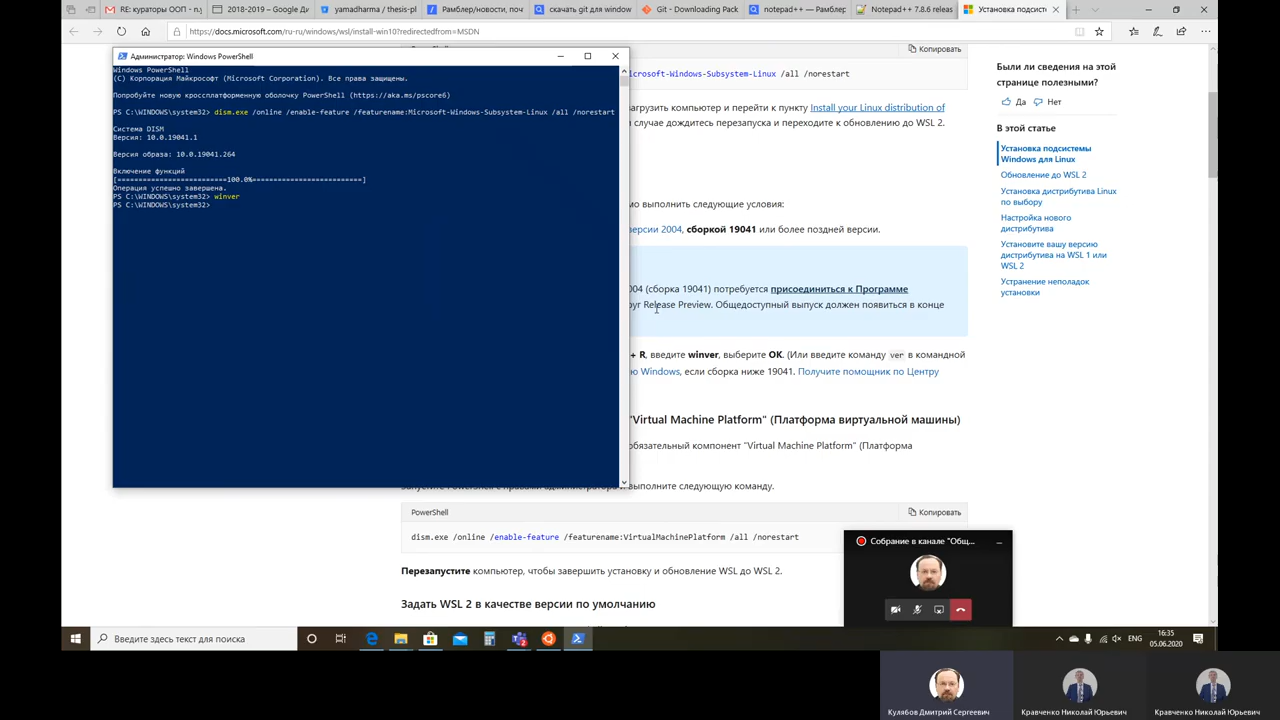 RE: кураторы ООП - п.
2018-2019 – Google Ди
yamadharma / thesis-pl
Рамблер/новости, поч
скачать git для window
Git - Downloading Pack
notepad++ — Рамблер
Notepad++ 7.8.6 releas
Установка подсист
https://docs.microsoft.com/ru-ru/windows/wsl/install-win10?redirectedfrom=MSDN
Администратор: Windows PowerShell
Windows PowerShell
(C) Корпорация Майкрософт (Microsoft Corporation). Все права защищены.
Попробуйте новую кроссплатформенную оболочку PowerShell (https://aka.ms/pscore6)
PS C:\WINDOWS\system32> dism.exe /online /enable-feature /featurename:Microsoft-Windows-Subsystem-Linux /all /norestart
Cистема DISM
Версия: 10.0.19041.1
Версия образа: 10.0.19041.264
Включение функций
[==========================100.0%==========================]
Операция успешно завершена.
PS C:\WINDOWS\system32> winver
PS C:\WINDOWS\system32>
Копировать
icrosoft-Windows-Subsystem-Linux /all /norestart
агрузить компьютер и перейти к пункту Install your Linux distribution of
случае дождитесь перезапуска и переходите к обновлению до WSL 2.
мо выполнить следующие условия:
версии 2004, сборкой 19041 или более поздней версии.
004 (сборка 19041) потребуется присоединиться к Программе
руг Release Preview. Общедоступный выпуск должен появиться в конце
+ R, введите winver, выберите OK. (Или введите команду ver в командной
ю Windows, если сборка ниже 19041. Получите помощник по Центру
"Virtual Machine Platform" (Платформа виртуальной машины)
обязательный компонент "Virtual Machine Platform" (Платформа
Запустите PowerShell с правами администратора и выполните следующую команду.
PowerShell
Копировать
dism.exe /online /enable-feature /featurename:VirtualMachinePlatform /all /norestart
Перезапустите компьютер, чтобы завершить установку и обновление WSL до WSL 2.
Задать WSL 2 в качестве версии по умолчанию
Были ли сведения на этой
странице полезными?
Да Нет
В этой статье
Установка подсистемы
Windows для Linux
Обновление до WSL 2
Установка дистрибутива Linux
по выбору
Настройка нового
дистрибутива
Установите вашу версию
дистрибутива на WSL 1 или
WSL 2
Устранение неполадок
установки
Собрание в канале "Общ...
Введите здесь текст для поиска
ENG
16:35
05.06.2020
Кулябов Дмитрий Сергеевич
Кравченко Николай Юрьевич
Кравченко Николай Юрьевич